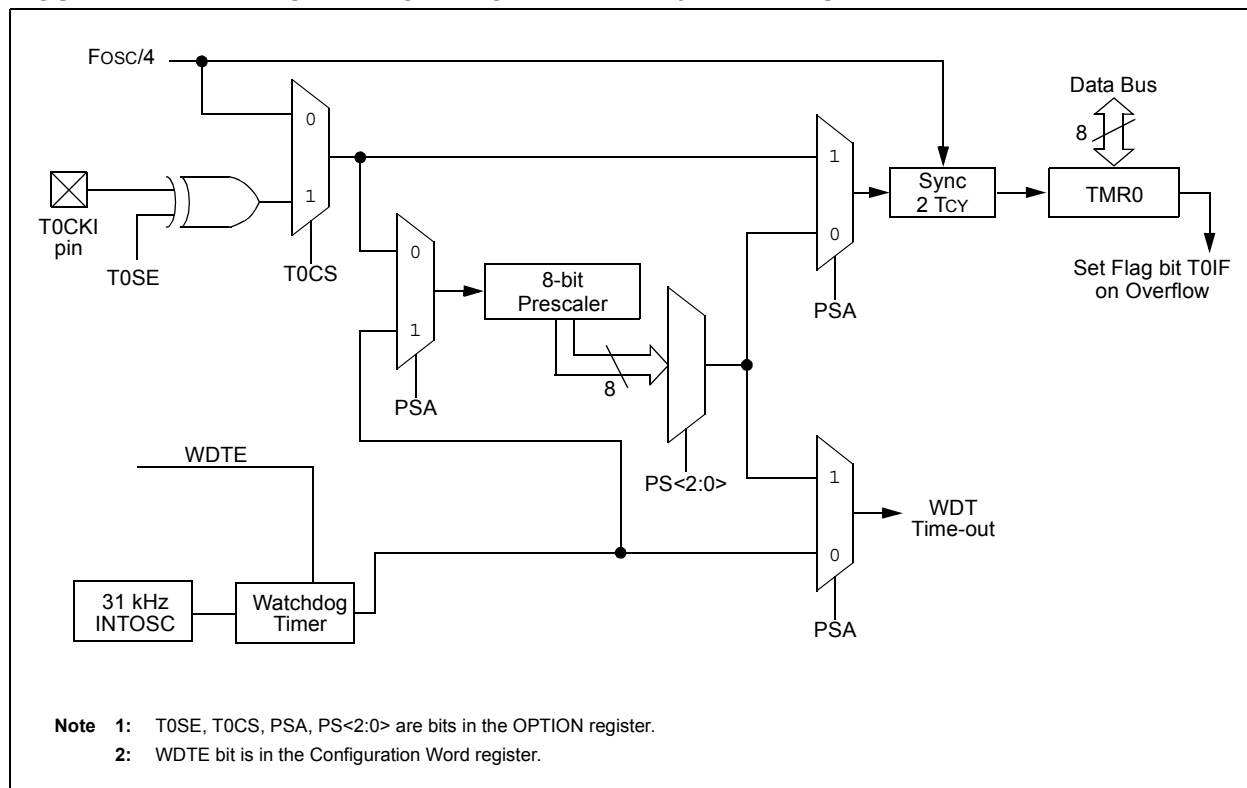 FOSC/4
Data Bus
0
8
1
1
Sync
2 TCY
TMR0
T0CKI
pin
T0SE
T0CS
0
8-bit
Prescaler
0
Set Flag bit T0IF
on Overflow
1
PSA
8
PSA
WDTE
PS<2:0>
1
WDT
Time-out
0
31 kHz
INTOSC
Watchdog
Timer
PSA
Note 1: T0SE, T0CS, PSA, PS<2:0> are bits in the OPTION register.
2: WDTE bit is in the Configuration Word register.